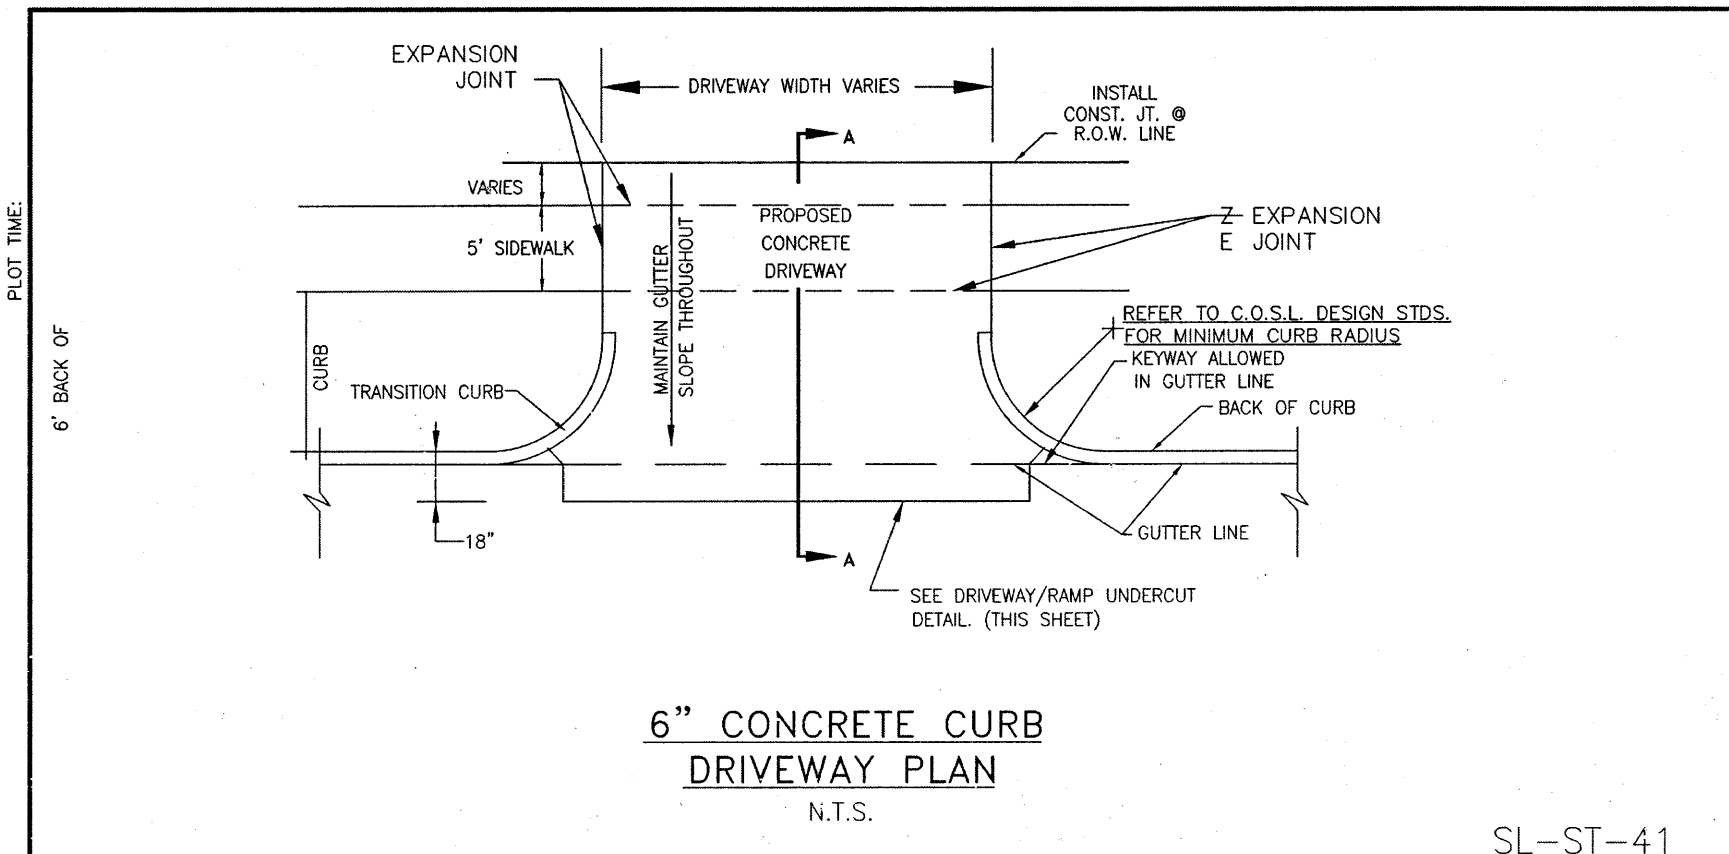 EXPANSION
JOINT
DRIVEWAY WIDTH VARIES
INSTALL
CONST. JT. @
R.O.W. LINE
A
VARIES
5' SIDEWALK
PROPOSED
CONCRETE
DRIVEWAY
Z EXPANSION
E JOINT
PLOT TIME:
6' BACK OF
CURB
MAINTAIN GUTTER
SLOPE THROUGHOUT
REFER TO C.O.S.L. DESIGN STDS.
FOR MINIMUM CURB RADIUS
KEYWAY ALLOWED
IN GUTTER LINE
TRANSITION CURB
BACK OF CURB
18"
GUTTER LINE
A
SEE DRIVEWAY/RAMP UNDERCUT
DETAIL. (THIS SHEET)
6" CONCRETE CURB
DRIVEWAY PLAN
N.T.S.
SL-ST-41